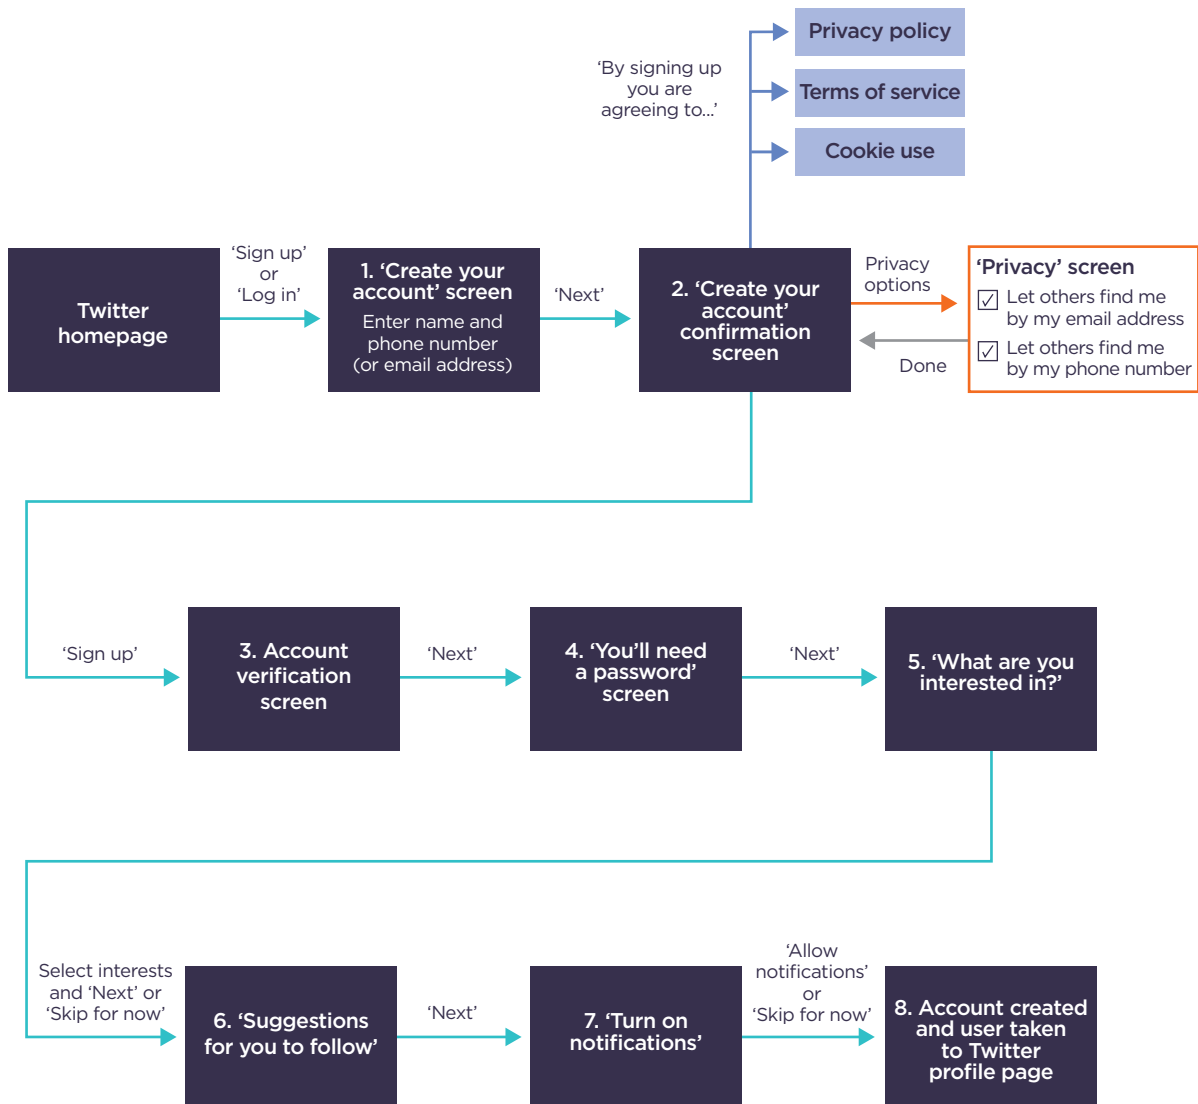 Privacy policy
‘By signing up
you are
agreeing to...’
Terms of service
Cookie use
Twitter
homepage
‘Sign up’
or
‘Log in’
1. ‘Create your
account’ screen
Enter name and
phone number
(or email address)
‘Next’
2. ‘Create your
account’
confirmation
screen
Privacy
options
Done
‘Privacy’ screen
Let others find me
by my email address
Let others find me
by my phone number
‘Sign up’
3. Account
verification
screen
‘Next’
4. ‘You’ll need
a password’
screen
‘Next’
5. ‘What are you
interested in?’
Select interests
and ‘Next’ or
‘Skip for now’
6. ‘Suggestions
for you to follow’
‘Next’
7. ‘Turn on
notifications’
‘Allow
notifications’
or
‘Skip for now’
8. Account created
and user taken
to Twitter
profile page